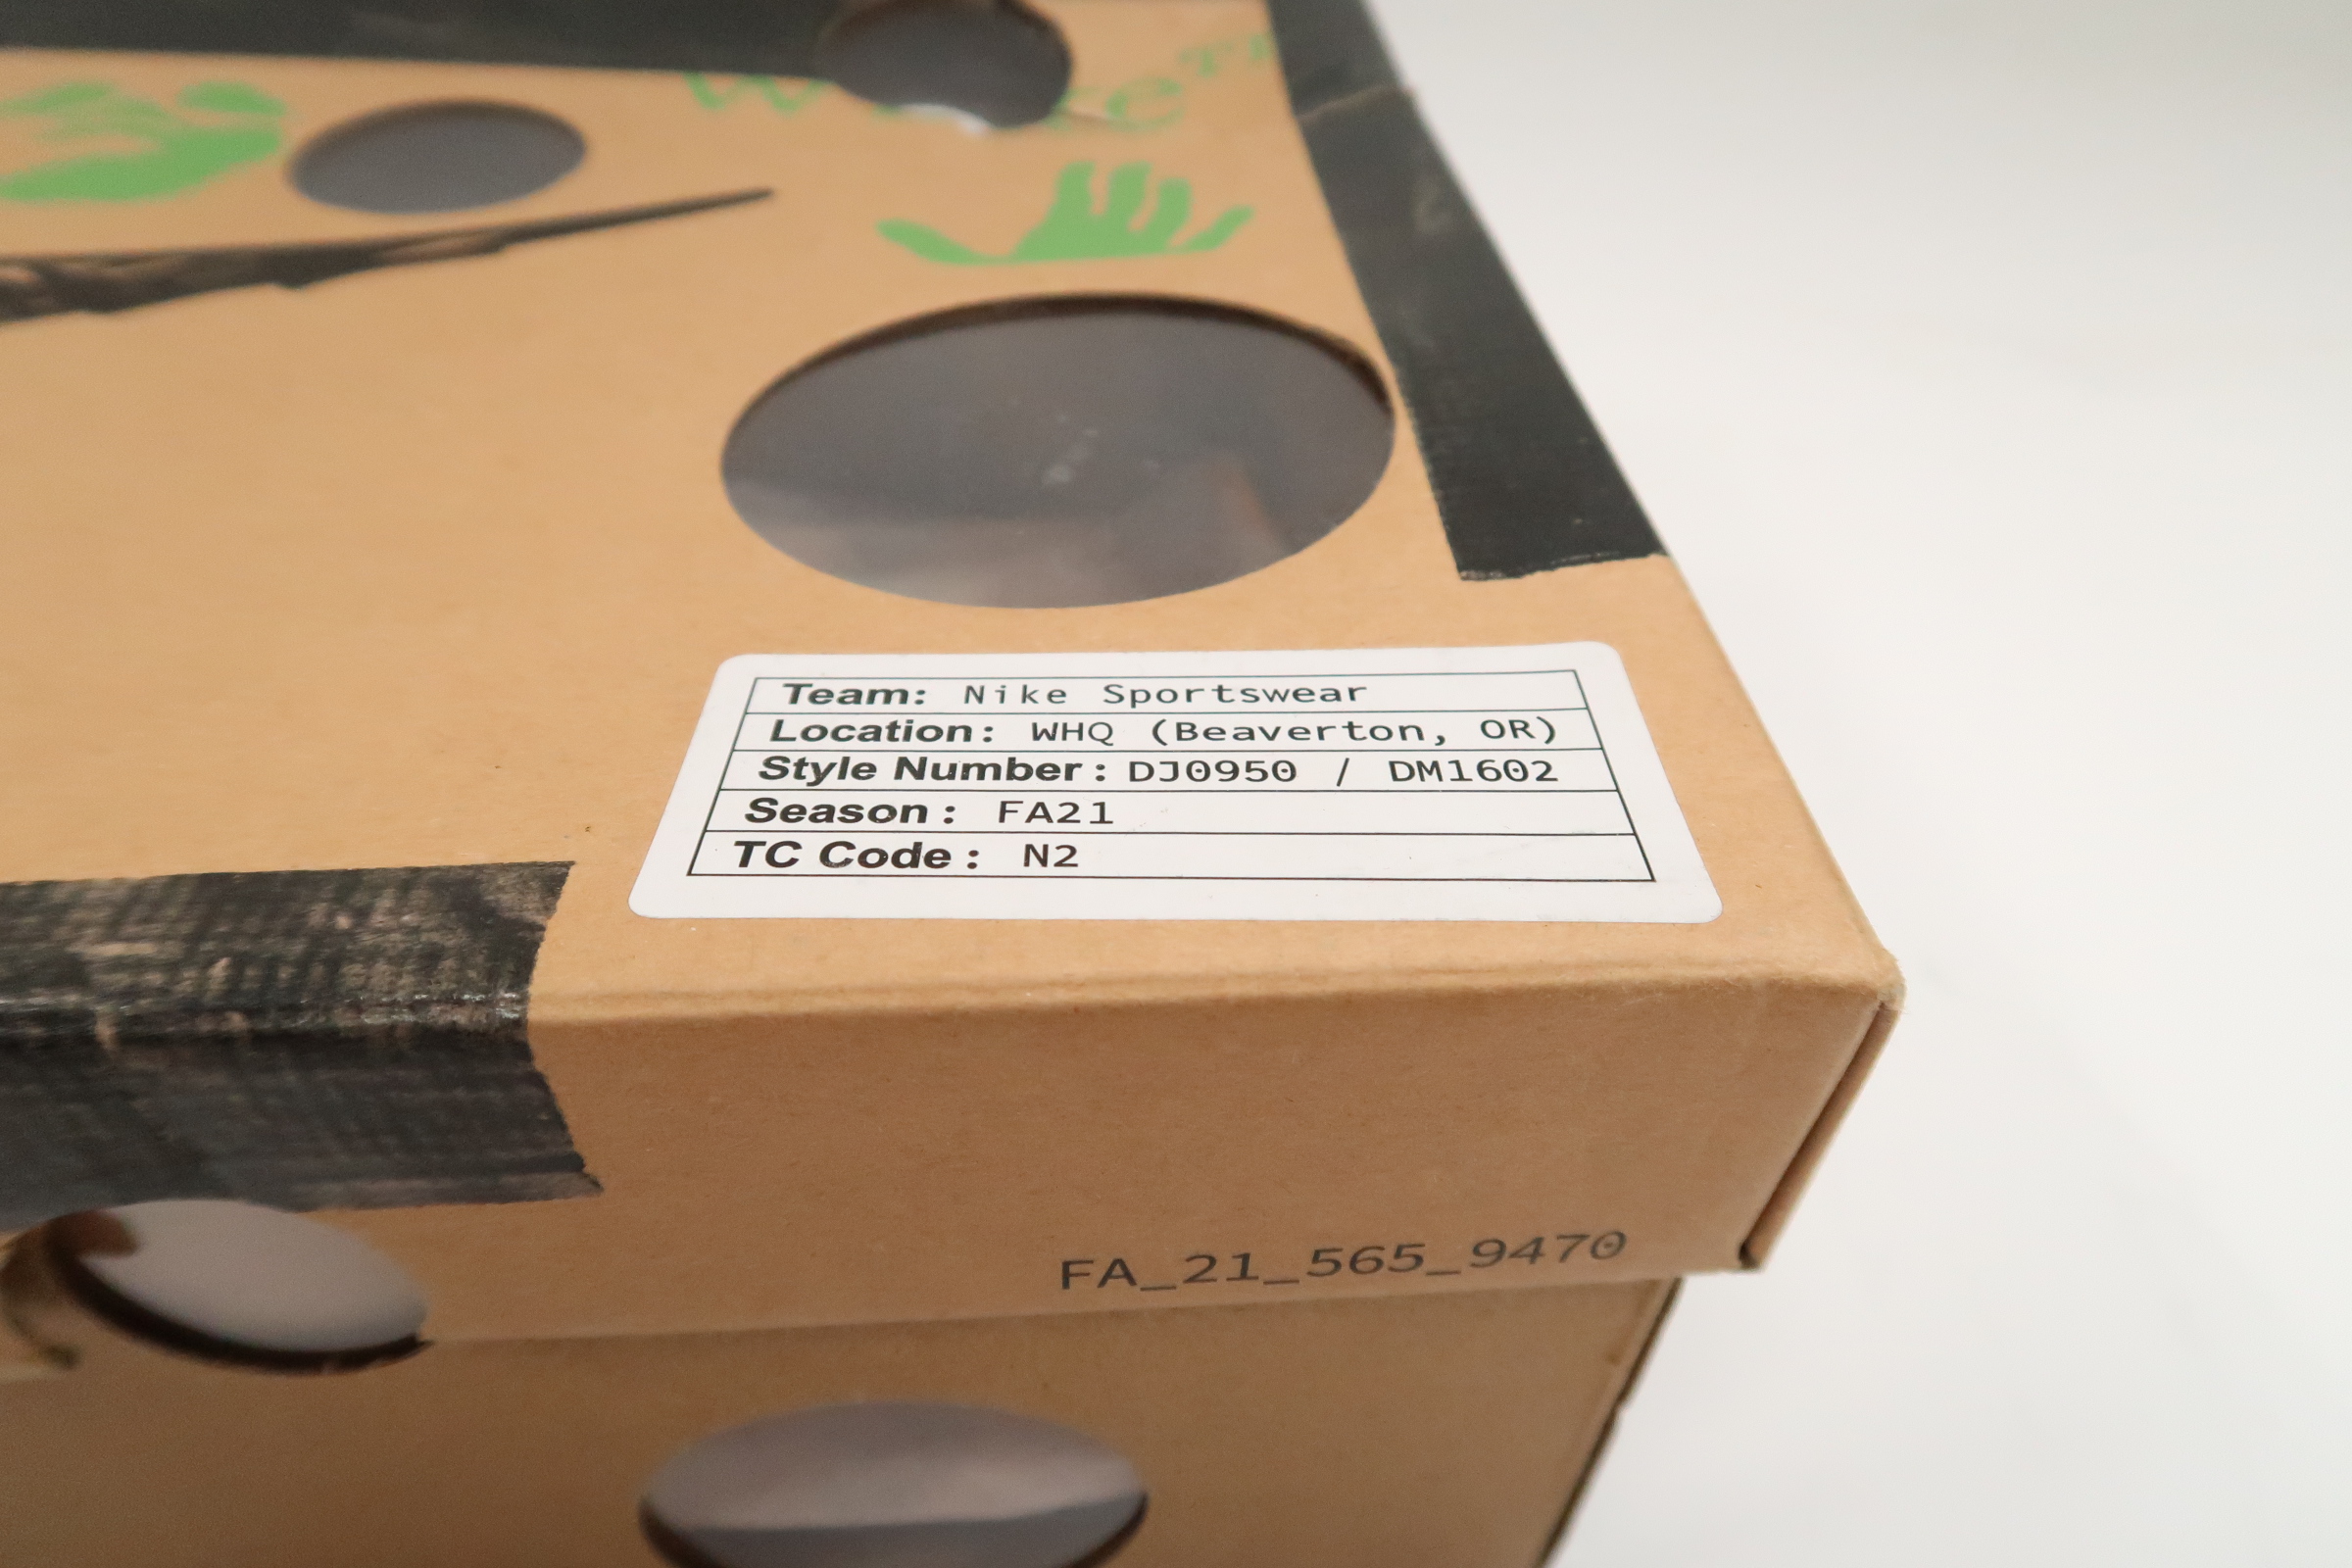 Team: Nike Sportswear
Location: WHQ (Beaverton, OR)
Style Number: DJ0950 / DM1602
Season: FA21
TC Code: N2
FA_21_565_9470